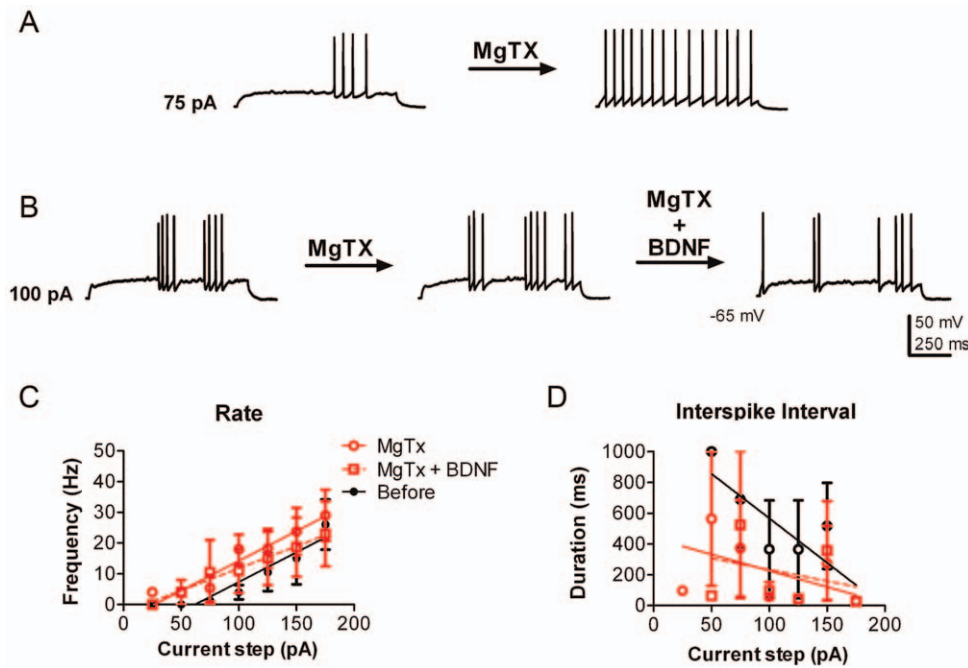 A
75 pA
MgTX
B
100 pA
MgTX
MgTX
+
BDNF
-65 mV
50 mV
250 ms
C
Rate
Frequency (Hz)
50
40
30
20
10
0
0 50 100 150 200
Current step (pA)
MgTx
MgTx + BDNF
Before
D
Interspike Interval
Duration (ms)
1000
800
600
400
200
0
0 50 100 150 200
Current step (pA)